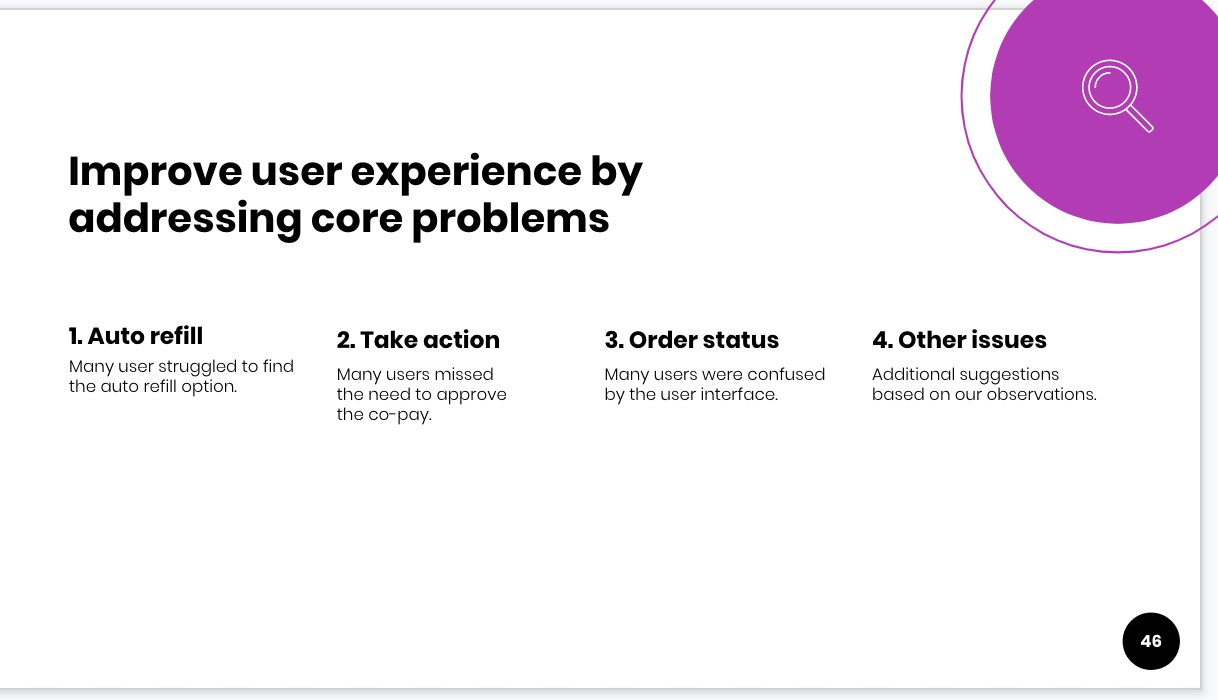 Improve user experience by
addressing core problems
1. Auto refill
Many user struggled to find
the auto refill option.
2. Take action
Many users missed
the need to approve
the co-pay.
3. Order status
Many users were confused
by the user interface.
4. Other issues
Additional suggestions
based on our observations.
46